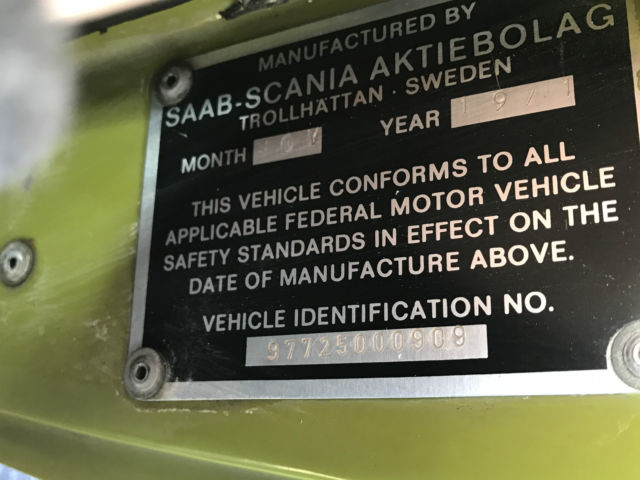 MANUFACTURED BY
SAAB-SCANIA AKTIEBOLAG
TROLLHÄTTAN · SWEDEN
MONTH YEAR 1971
THIS VEHICLE CONFORMS TO ALL
APPLICABLE FEDERAL MOTOR VEHICLE
SAFETY STANDARDS IN EFFECT ON THE
DATE OF MANUFACTURE ABOVE.
VEHICLE IDENTIFICATION NO.
97725000909